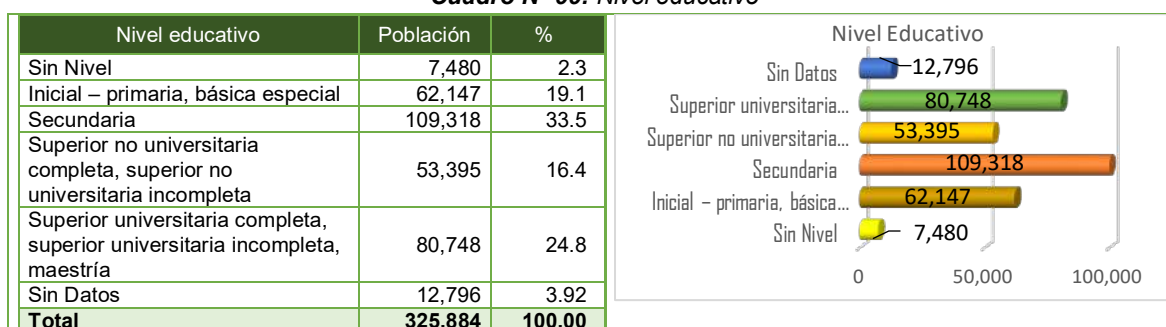 Nivel educativo
Nivel educativo Población %
Sin Nivel 7,480 2.3
Inicial – primaria, básica especial 62,147 19.1
Secundaria 109,318 33.5
Superior no universitaria
completa, superior no
universitaria incompleta 53,395 16.4
Superior universitaria completa,
superior universitaria incompleta,
maestría 80,748 24.8
Sin Datos 12,796 3.92
Total 325,884 100.00
Nivel Educativo
Sin Datos 12,796
Superior universitaria... 80,748
Superior no universitaria... 53,395
Secundaria 109,318
Inicial – primaria, básica... 62,147
Sin Nivel 7,480
0 50,000 100,000